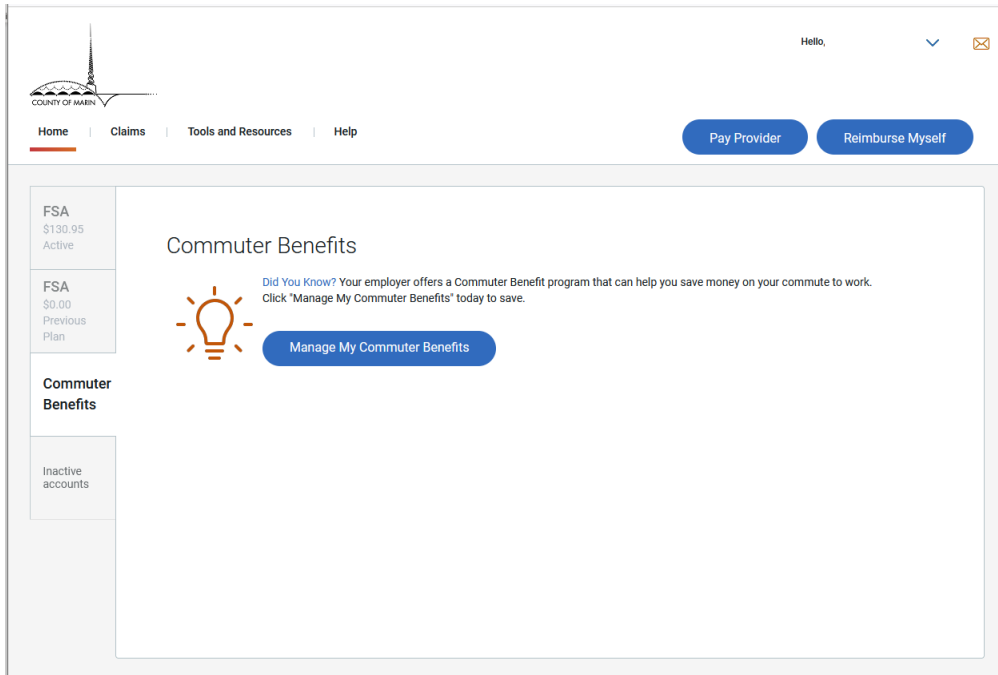 Hello,
COUNTY OF MARIN
Home
Claims
Tools and Resources
Help
Pay Provider
Reimburse Myself
FSA
$130.95
Active
FSA
$0.00
Previous
Plan
Commuter
Benefits
Inactive
accounts
Commuter Benefits
Did You Know? Your employer offers a Commuter Benefit program that can help you save money on your commute to work.
Click "Manage My Commuter Benefits" today to save.
Manage My Commuter Benefits